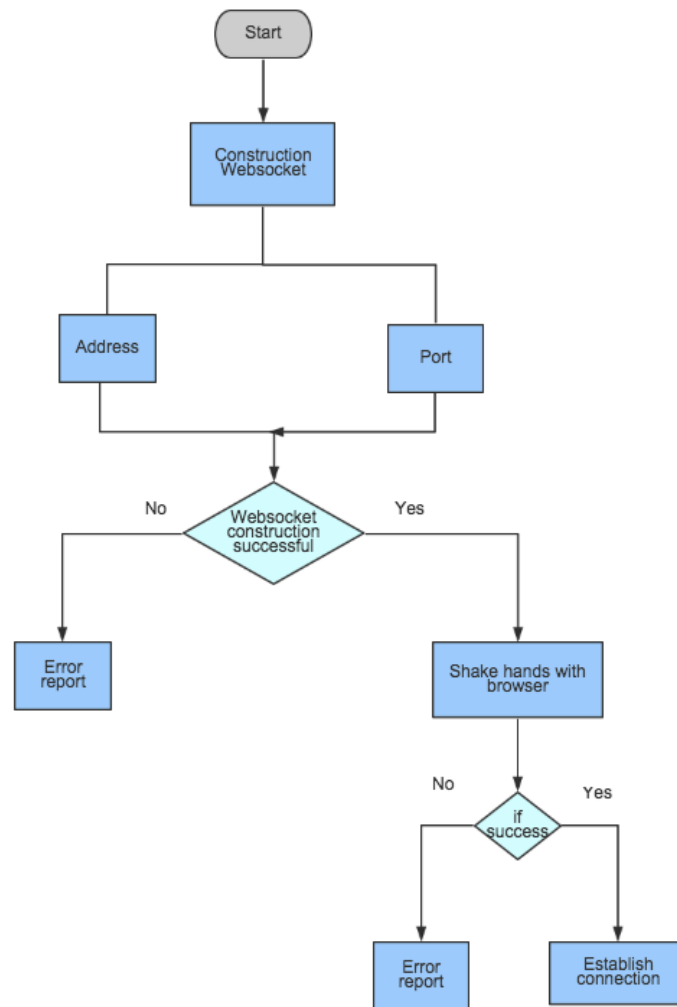 Start
Construction
Websocket
Address
Port
No
Yes
Websocket
construction
successful
Error
report
Shake hands with
browser
No
Yes
if
success
Error
report
Establish
connection